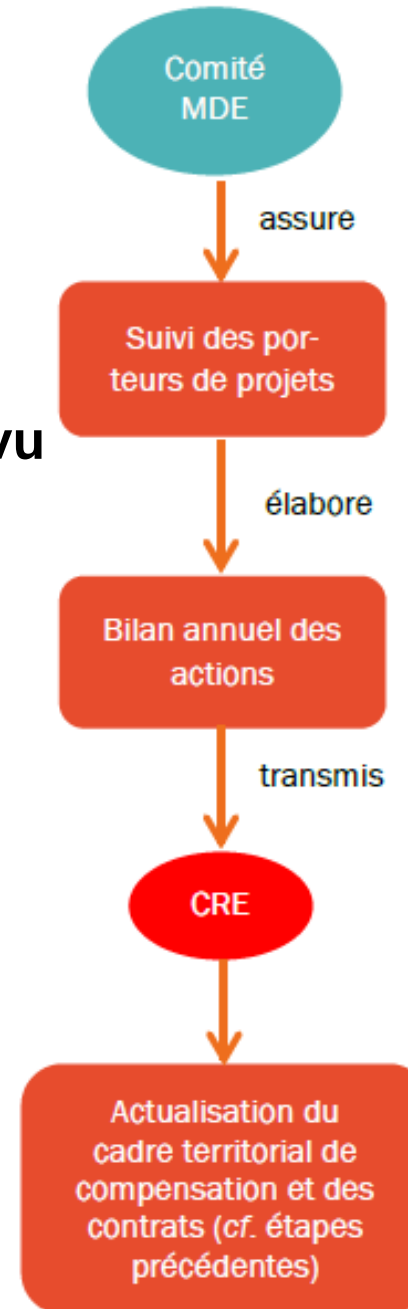 Comité
MDE
assure
Suivi des por-
teurs de projets
vu
élabore
Bilan annuel des
actions
transmis
CRE
Actualisation du
cadre territorial de
compensation et des
contrats (cf. étapes
précédentes)